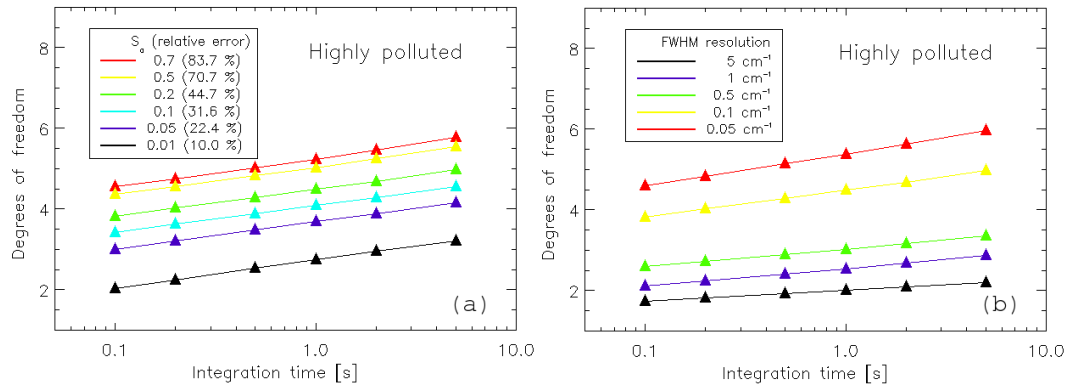 8
6
4
2
Degrees of freedom
S_a (relative error)
0.7 (83.7 %)
0.5 (70.7 %)
0.2 (44.7 %)
0.1 (31.6 %)
0.05 (22.4 %)
0.01 (10.0 %)
Highly polluted
(a)
0.1 1.0 10.0
Integration time [s]
8
6
4
2
Degrees of freedom
FWHM resolution
5 cm⁻¹
1 cm⁻¹
0.5 cm⁻¹
0.1 cm⁻¹
0.05 cm⁻¹
Highly polluted
(b)
0.1 1.0 10.0
Integration time [s]